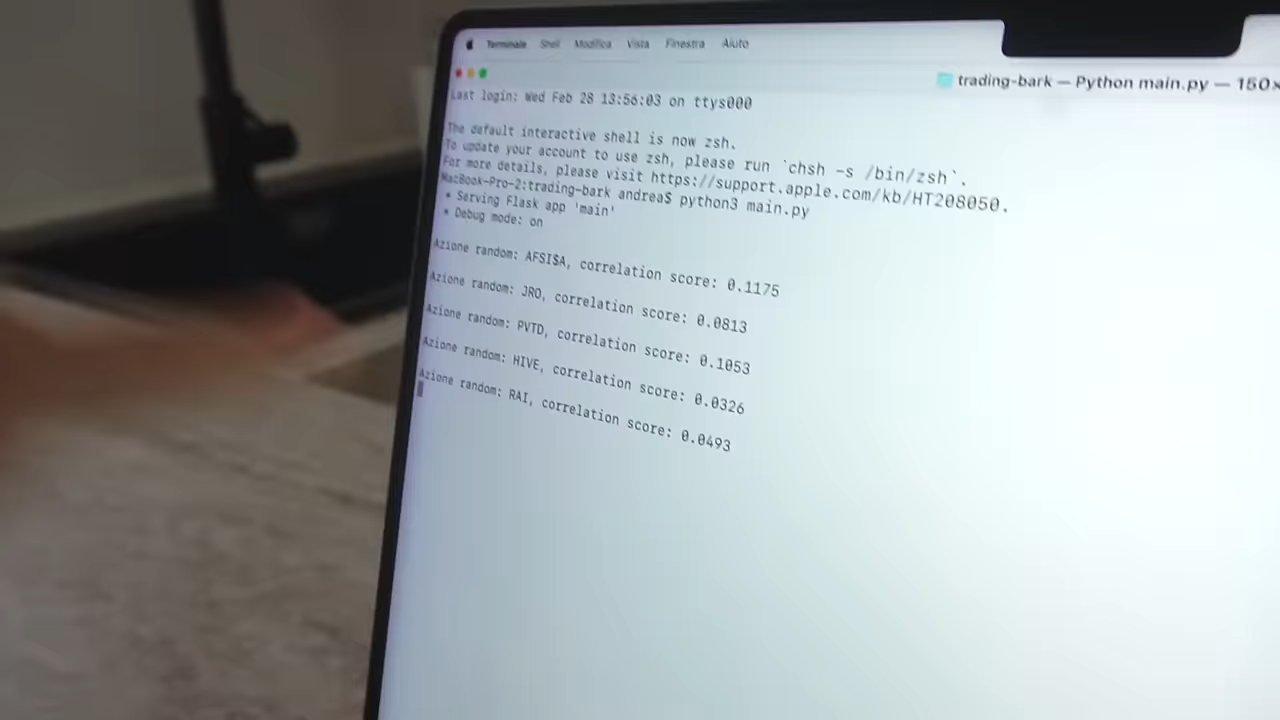 Terminale Shell Modifica Vista Finestra Aiuto
trading-bark — Python main.py — 150×
Last login: Wed Feb 28 13:56:03 on ttys000
The default interactive shell is now zsh.
To update your account to use zsh, please run `chsh -s /bin/zsh`.
For more details, please visit https://support.apple.com/kb/HT208050.
MacBook-Pro-2:trading-bark andrea$ python3 main.py
* Serving Flask app 'main'
* Debug mode: on
Azione random: AFSI$A, correlation score: 0.1175
Azione random: JRO, correlation score: 0.0813
Azione random: PVTD, correlation score: 0.1053
Azione random: HIVE, correlation score: 0.0326
Azione random: RAI, correlation score: 0.0493